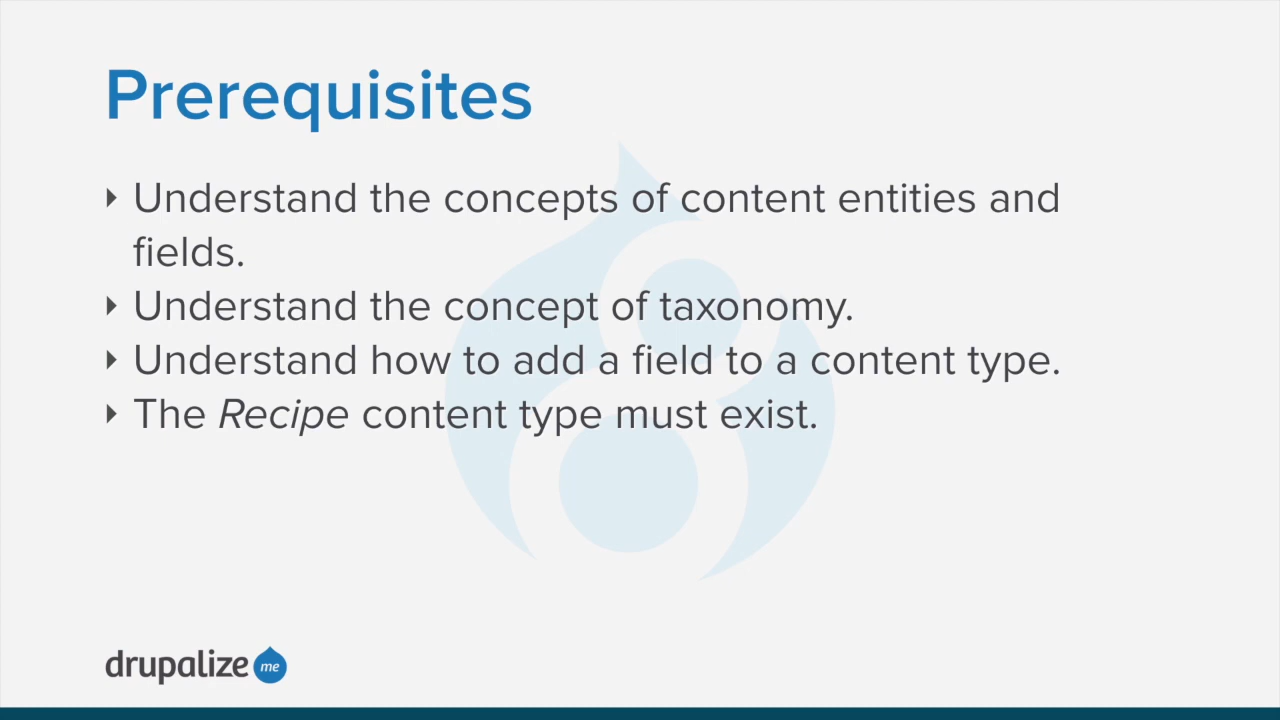 Prerequisites
Understand the concepts of content entities and
fields.
Understand the concept of taxonomy.
Understand how to add a field to a content type.
The Recipe content type must exist.
drupalize me